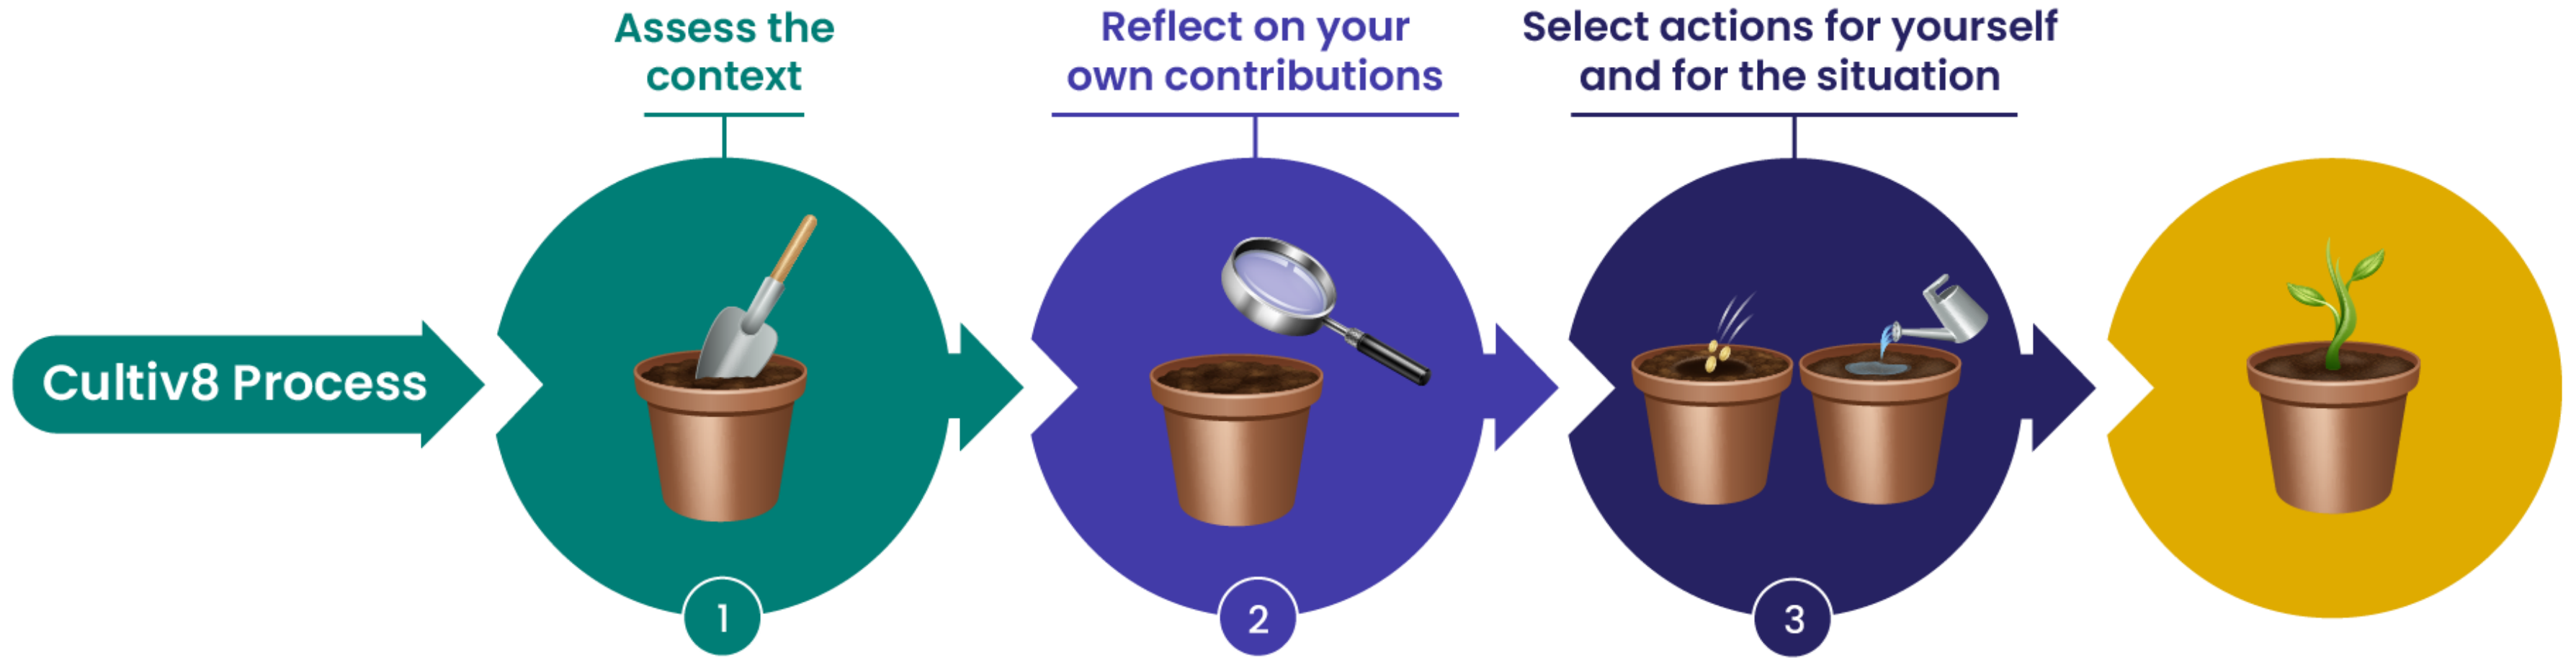 Cultiv8 Process
Assess the
context
1
Reflect on your
own contributions
2
Select actions for yourself
and for the situation
3